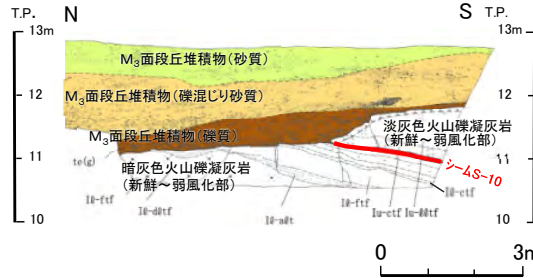 T.P. N S T.P.
13m 13m
M₃面段丘堆積物(砂質)
12 12
M₃面段丘堆積物(礫混じり砂質)
淡灰色火山礫凝灰岩
(新鮮～弱風化部)
M₃面段丘堆積物(礫質)
11 11
te(g)
暗灰色火山礫凝灰岩
(新鮮～弱風化部)
シームS-10
10 10
0 3m